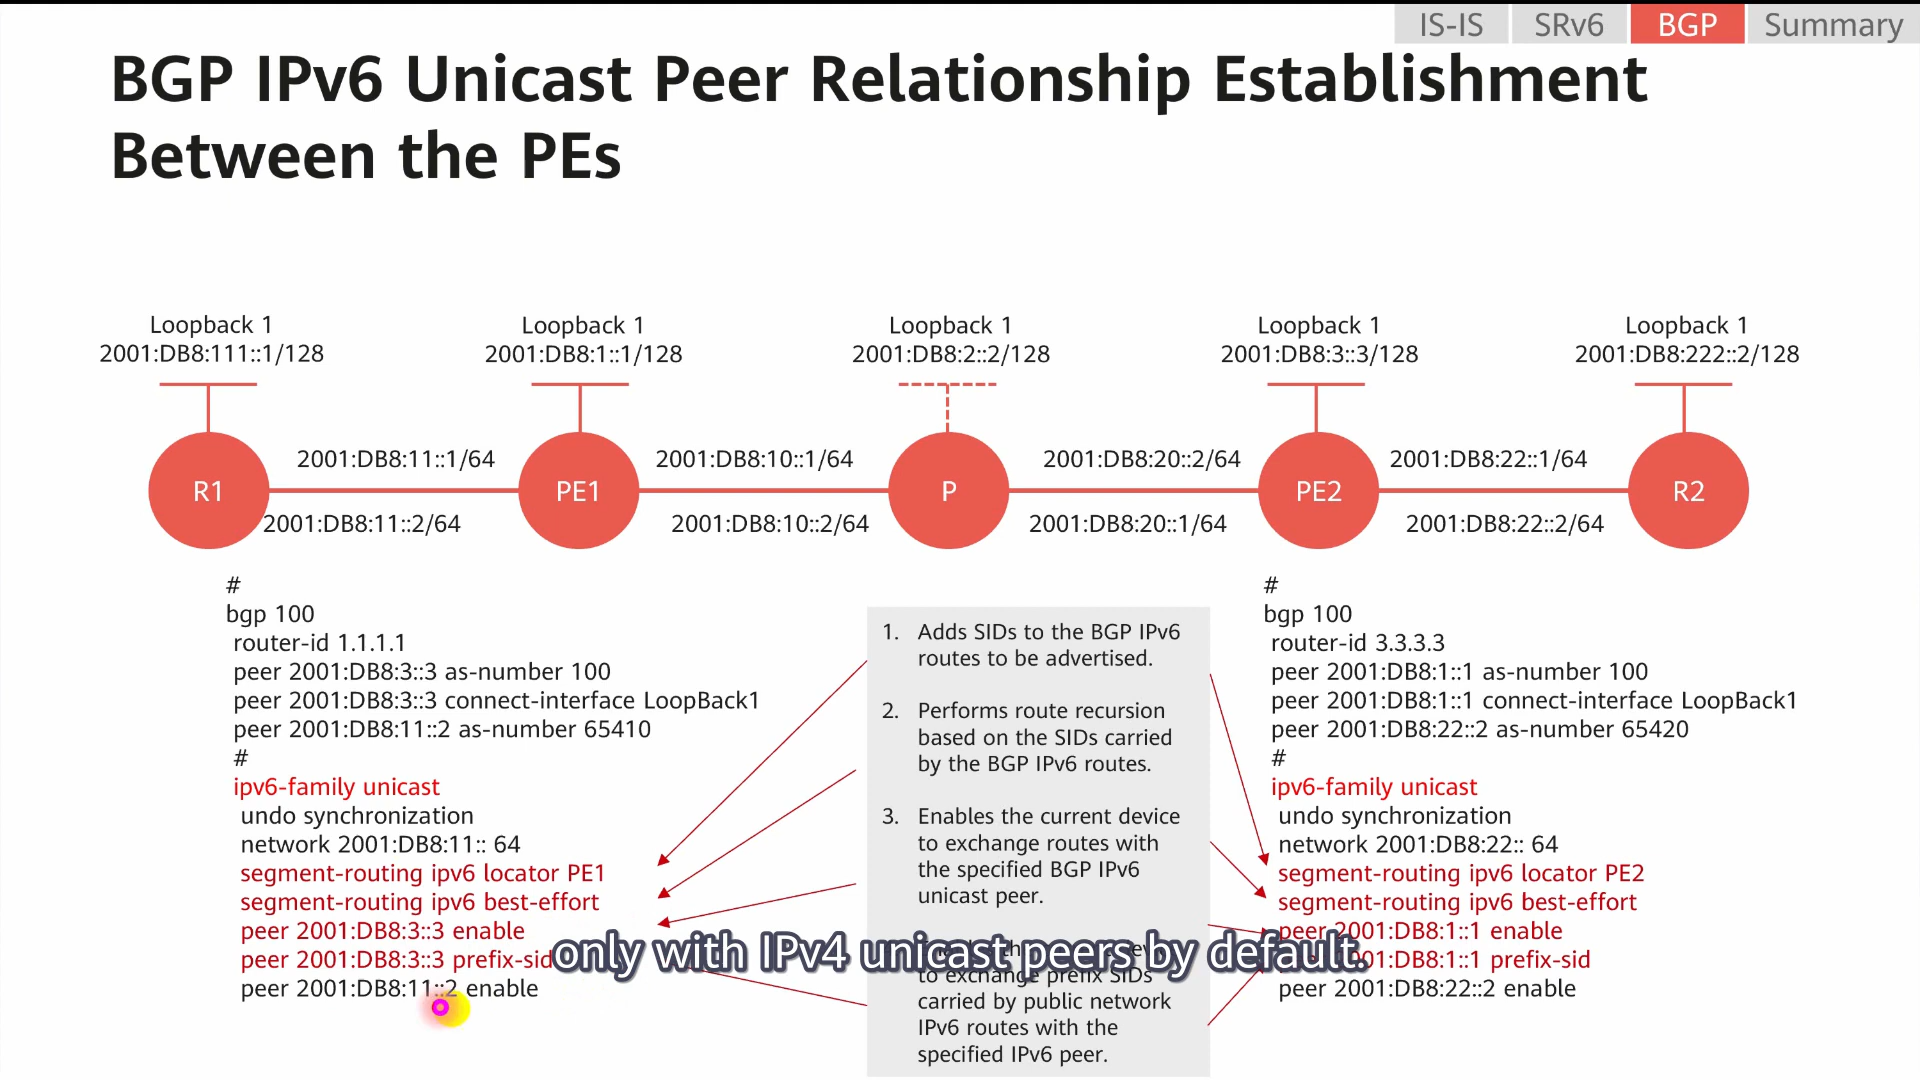 IS-IS SRv6 BGP Summary
BGP IPv6 Unicast Peer Relationship Establishment
Between the PEs
Loopback 1
2001:DB8:111::1/128
Loopback 1
2001:DB8:1::1/128
Loopback 1
2001:DB8:2::2/128
Loopback 1
2001:DB8:3::3/128
Loopback 1
2001:DB8:222::2/128
2001:DB8:11::1/64
2001:DB8:10::1/64
2001:DB8:20::2/64
2001:DB8:22::1/64
R1
PE1
P
PE2
R2
2001:DB8:11::2/64
2001:DB8:10::2/64
2001:DB8:20::1/64
2001:DB8:22::2/64
#
bgp 100
router-id 1.1.1.1
peer 2001:DB8:3::3 as-number 100
peer 2001:DB8:3::3 connect-interface LoopBack1
peer 2001:DB8:11::2 as-number 65410
#
ipv6-family unicast
undo synchronization
network 2001:DB8:11:: 64
segment-routing ipv6 locator PE1
segment-routing ipv6 best-effort
peer 2001:DB8:3::3 enable
peer 2001:DB8:3::3 prefix-sid
peer 2001:DB8:11::2 enable
1. Adds SIDs to the BGP IPv6
routes to be advertised.
2. Performs route recursion
based on the SIDs carried
by the BGP IPv6 routes.
3. Enables the current device
to exchange routes with
the specified BGP IPv6
unicast peer.
to exchange prefix SIDs
carried by public network
IPv6 routes with the
specified IPv6 peer.
#
bgp 100
router-id 3.3.3.3
peer 2001:DB8:1::1 as-number 100
peer 2001:DB8:1::1 connect-interface LoopBack1
peer 2001:DB8:22::2 as-number 65420
#
ipv6-family unicast
undo synchronization
network 2001:DB8:22:: 64
segment-routing ipv6 locator PE2
segment-routing ipv6 best-effort
peer 2001:DB8:1::1 enable
2001:DB8:1::1 prefix-sid
peer 2001:DB8:22::2 enable
only with IPv4 unicast peers by default.